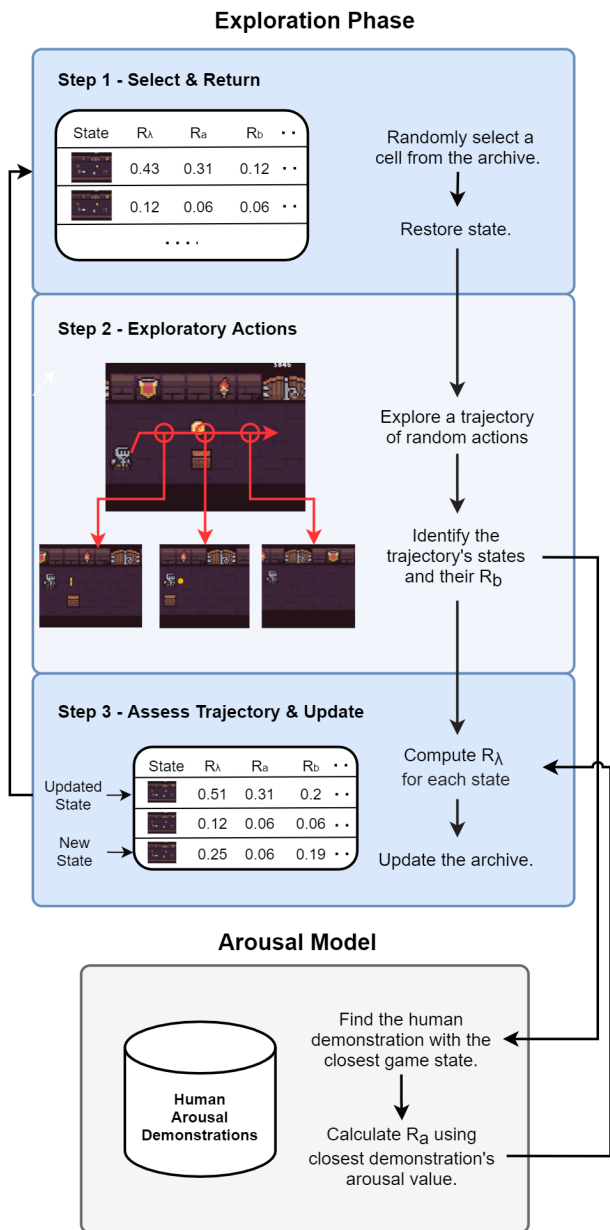 Exploration Phase
Step 1 - Select & Return
State Rλ Ra Rb ··
0.43 0.31 0.12 ··
0.12 0.06 0.06 ··
····
Randomly select a
cell from the archive.
Restore state.
Step 2 - Exploratory Actions
3845
Explore a trajectory
of random actions
Identify the
trajectory's states
and their Rb
Step 3 - Assess Trajectory & Update
State Rλ Ra Rb ··
Updated
State
0.51 0.31 0.2 ··
0.12 0.06 0.06 ··
New
State
0.25 0.06 0.19 ··
Compute Rλ
for each state
Update the archive.
Arousal Model
Human
Arousal
Demonstrations
Find the human
demonstration with the
closest game state.
Calculate Ra using
closest demonstration's
arousal value.